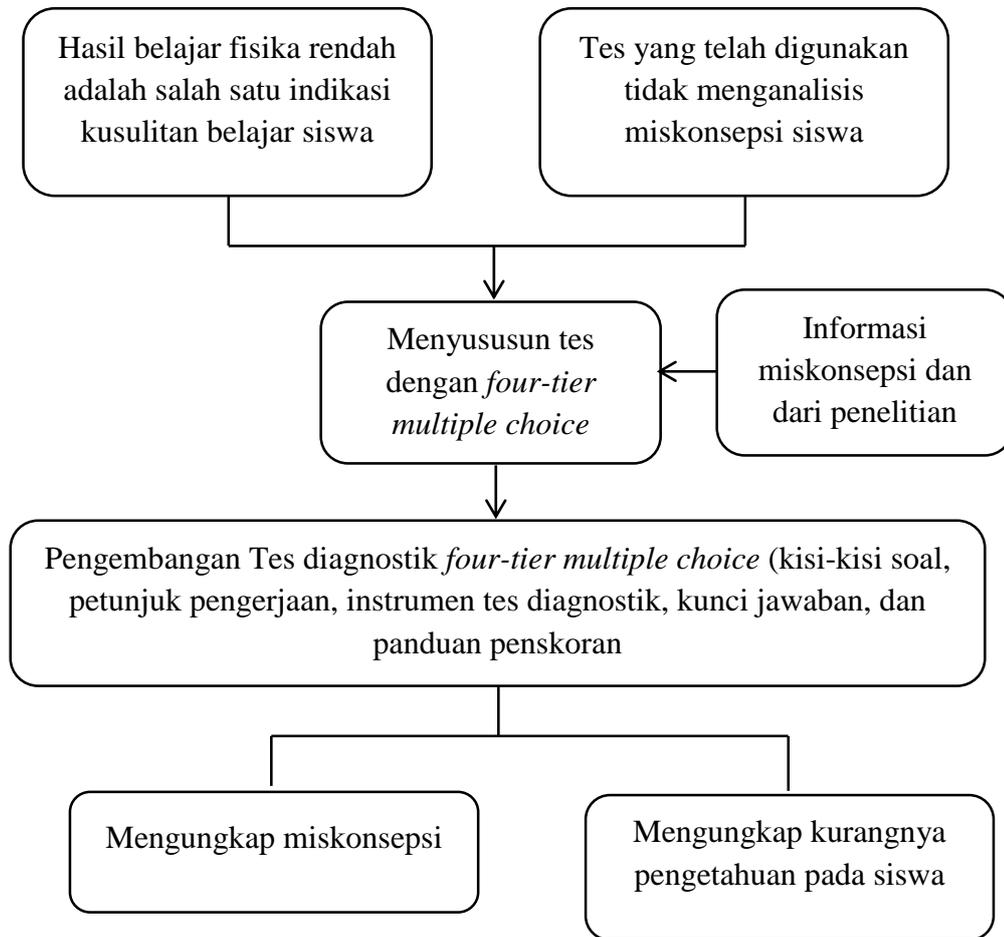 Hasil belajar fisika rendah
adalah salah satu indikasi
kusulitan belajar siswa
Tes yang telah digunakan
tidak menganalisis
miskonsepsi siswa
Menyususun tes
dengan four-tier
multiple choice
Informasi
miskonsepsi dan
dari penelitian
Pengembangan Tes diagnostik four-tier multiple choice (kisi-kisi soal,
petunjuk pengerjaan, instrumen tes diagnostik, kunci jawaban, dan
panduan penskoran
Mengungkap miskonsepsi
Mengungkap kurangnya
pengetahuan pada siswa